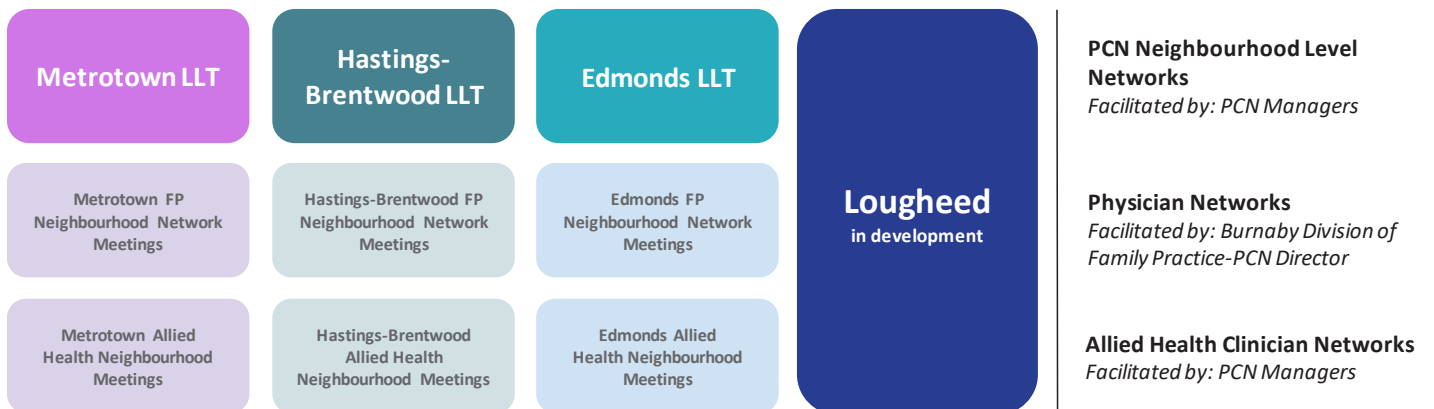 Metrotown LLT
Hastings-
Brentwood LLT
Edmonds LLT
Lougheed
in development
PCN Neighbourhood Level
Networks
Facilitated by: PCN Managers
Metrotown FP
Neighbourhood Network
Meetings
Hastings-Brentwood FP
Neighbourhood Network
Meetings
Edmonds FP
Neighbourhood Network
Meetings
Physician Networks
Facilitated by: Burnaby Division of
Family Practice-PCN Director
Metrotown Allied
Health Neighbourhood
Meetings
Hastings-Brentwood
Allied Health
Neighbourhood Meetings
Edmonds Allied
Health Neighbourhood
Meetings
Allied Health Clinician Networks
Facilitated by: PCN Managers